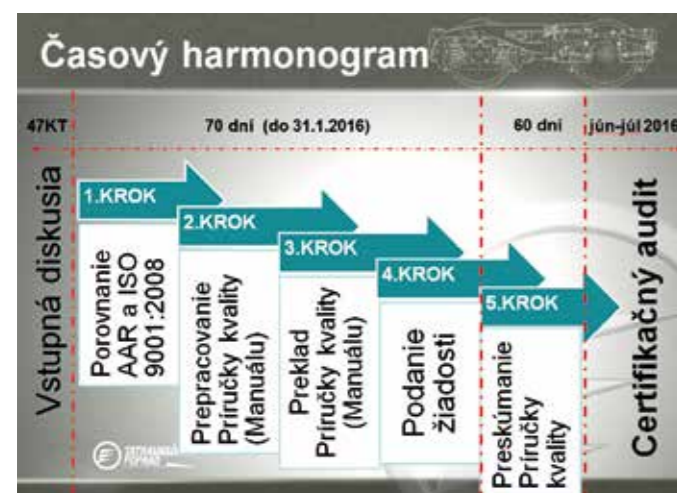 Časový harmonogram
47KT
70 dní (do 31.1.2016)
60 dní
jún-júl 2016
Vstupná diskusia
1.KROK
Porovnanie
AAR a ISO
9001:2008
2.KROK
Prepracovanie
Príručky kvality
(Manuálu)
3.KROK
Preklad
Príručky kvality
(Manuálu)
4.KROK
Podanie
žiadosti
5.KROK
Preskúmanie
Príručky
kvality
Certifikačný audit